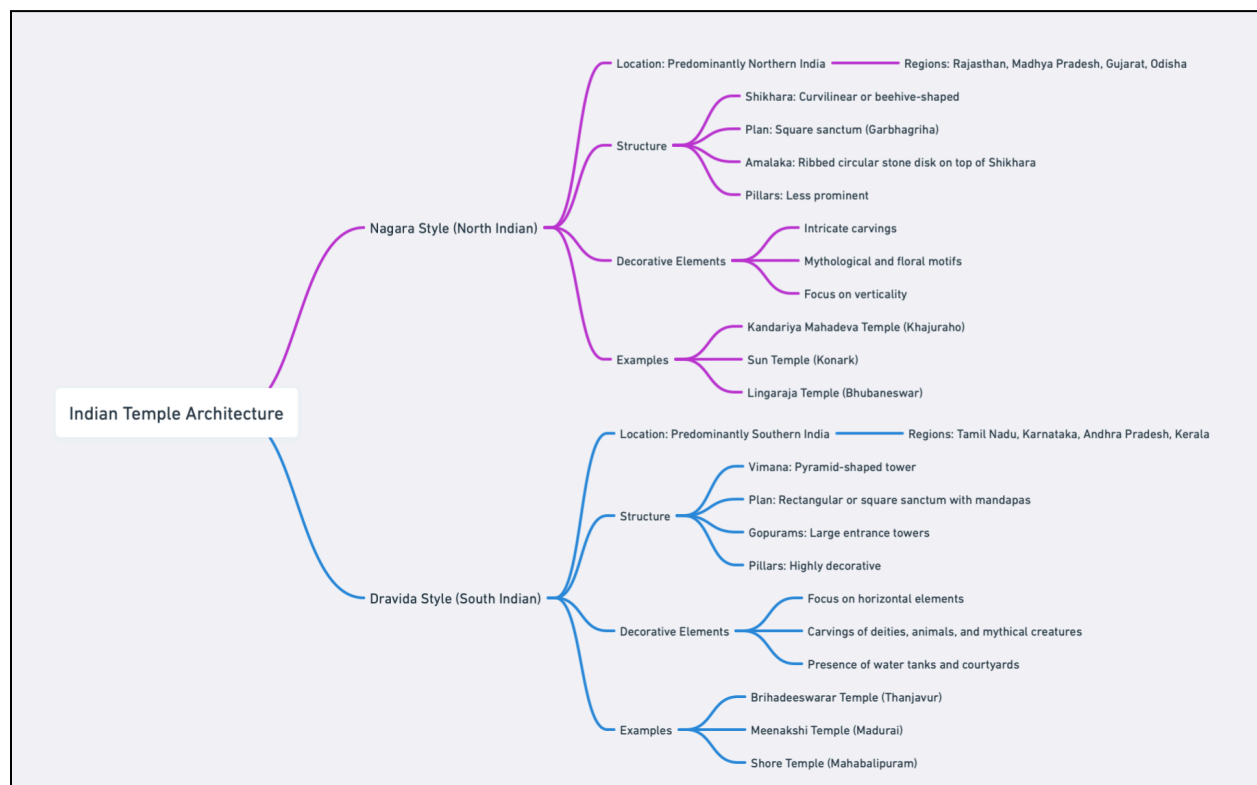 Indian Temple Architecture
Nagara Style (North Indian)
Location: Predominantly Northern India
Regions: Rajasthan, Madhya Pradesh, Gujarat, Odisha
Structure
Shikhara: Curvilinear or beehive-shaped
Plan: Square sanctum (Garbhagriha)
Amalaka: Ribbed circular stone disk on top of Shikhara
Pillars: Less prominent
Decorative Elements
Intricate carvings
Mythological and floral motifs
Focus on verticality
Examples
Kandariya Mahadeva Temple (Khajuraho)
Sun Temple (Konark)
Lingaraja Temple (Bhubaneswar)
Dravida Style (South Indian)
Location: Predominantly Southern India
Regions: Tamil Nadu, Karnataka, Andhra Pradesh, Kerala
Structure
Vimana: Pyramid-shaped tower
Plan: Rectangular or square sanctum with mandapas
Gopurams: Large entrance towers
Pillars: Highly decorative
Decorative Elements
Focus on horizontal elements
Carvings of deities, animals, and mythical creatures
Presence of water tanks and courtyards
Examples
Brihadeeswarar Temple (Thanjavur)
Meenakshi Temple (Madurai)
Shore Temple (Mahabalipuram)